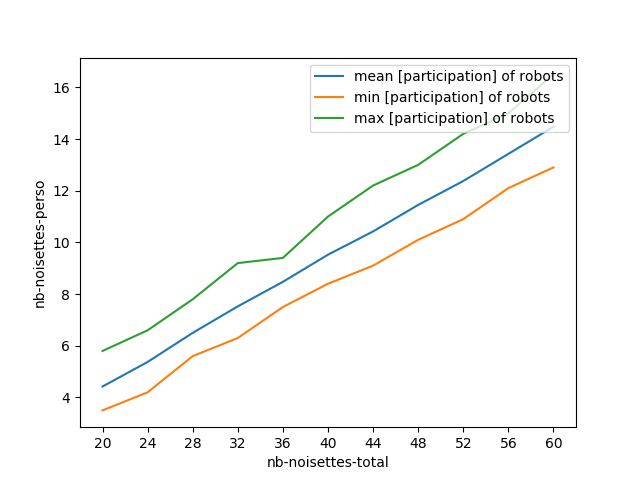 mean [participation] of robots
min [participation] of robots
max [participation] of robots
16
14
12
10
8
6
4
nb-noisettes-perso
20 24 28 32 36 40 44 48 52 56 60
nb-noisettes-total